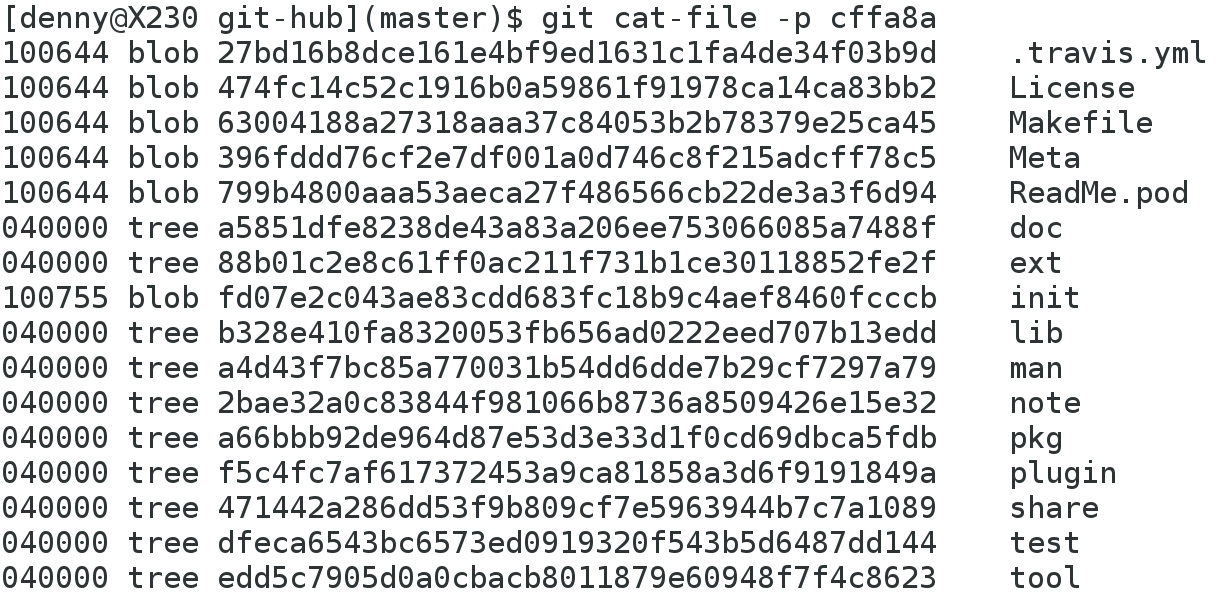 [denny@X230 git-hub](master)$ git cat-file -p cffa8a
100644 blob 27bd16b8dce161e4bf9ed1631c1fa4de34f03b9d    .travis.yml
100644 blob 474fc14c52c1916b0a59861f91978ca14ca83bb2    License
100644 blob 63004188a27318aaa37c84053b2b78379e25ca45    Makefile
100644 blob 396fddd76cf2e7df001a0d746c8f215adcff78c5    Meta
100644 blob 799b4800aaa53aeca27f486566cb22de3a3f6d94    ReadMe.pod
040000 tree a5851dfe8238de43a83a206ee753066085a7488f    doc
040000 tree 88b01c2e8c61ff0ac211f731b1ce30118852fe2f    ext
100755 blob fd07e2c043ae83cdd683fc18b9c4aef8460fcccb    init
040000 tree b328e410fa8320053fb656ad0222eed707b13edd    lib
040000 tree a4d43f7bc85a770031b54dd6dde7b29cf7297a79    man
040000 tree 2bae32a0c83844f981066b8736a8509426e15e32    note
040000 tree a66bbb92de964d87e53d3e33d1f0cd69dbca5fdb    pkg
040000 tree f5c4fc7af617372453a9ca81858a3d6f9191849a    plugin
040000 tree 471442a286dd53f9b809cf7e5963944b7c7a1089    share
040000 tree dfeca6543bc6573ed0919320f543b5d6487dd144    test
040000 tree edd5c7905d0a0cbacb8011879e60948f7f4c8623    tool